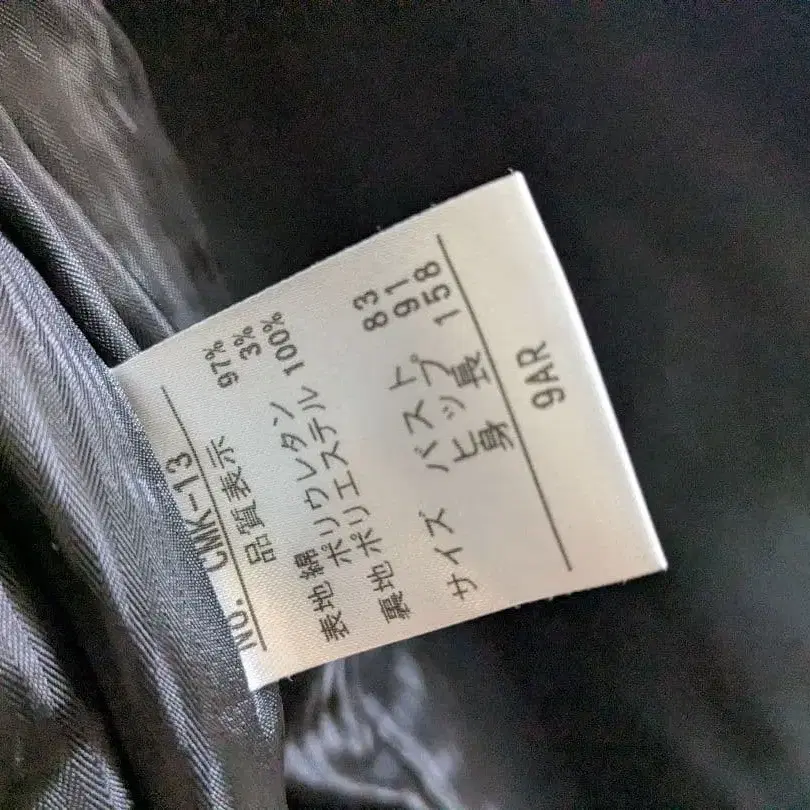 NO. CMK-13
品質表示
表地 綿 97%
ポリウレタン 3%
裏地 ポリエステル 100%
サイズ バスト 83
ヒップ 91
身長 158
9AR